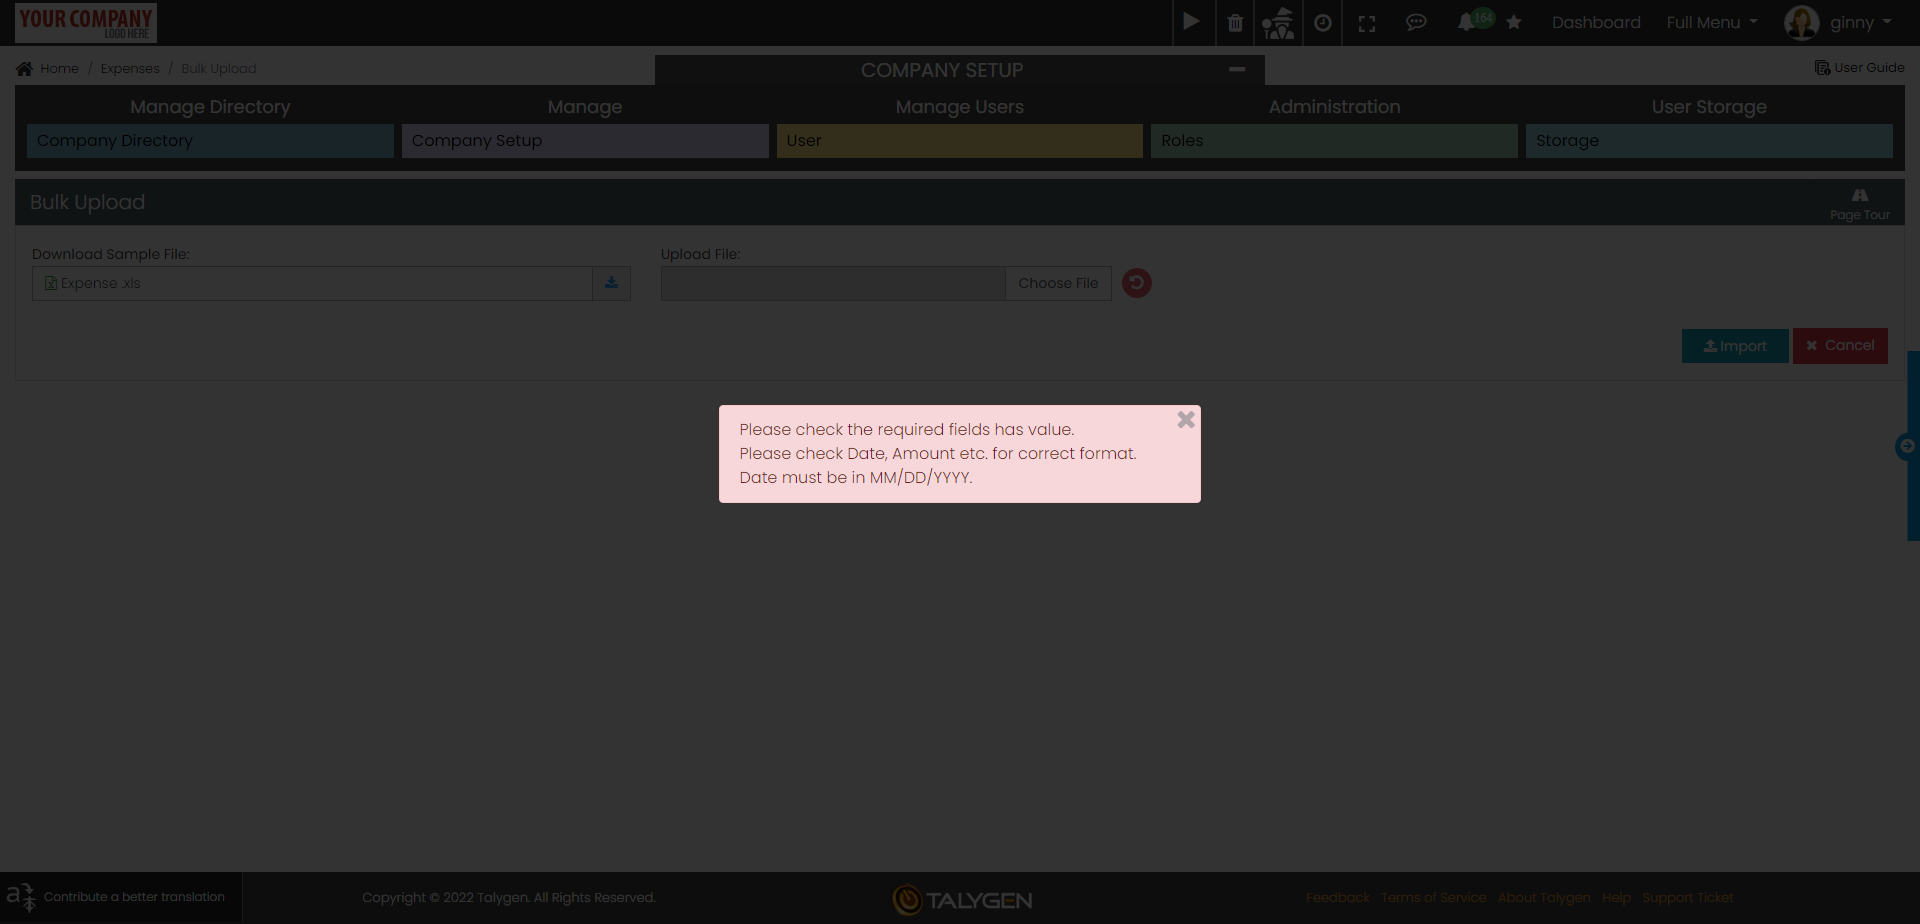 YOUR COMPANY
LOGO HERE
164
Dashboard
Full Menu
ginny
Home / Expenses / Bulk Upload
COMPANY SETUP
User Guide
Manage Directory
Manage
Manage Users
Administration
User Storage
Company Directory
Company Setup
User
Roles
Storage
Bulk Upload
Page Tour
Download Sample File:
Upload File:
Expense .xls
Choose File
Import
Cancel
Please check the required fields has value.
Please check Date, Amount etc. for correct format.
Date must be in MM/DD/YYYY.
Contribute a better translation
Copyright © 2022 Talygen. All Rights Reserved.
TALYGEN
Feedback Terms of Service About Talygen Help Support Ticket